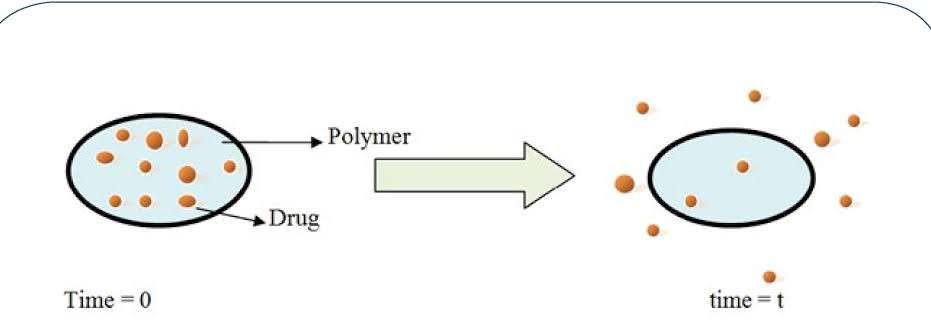 Polymer
Drug
Time = 0
time = t